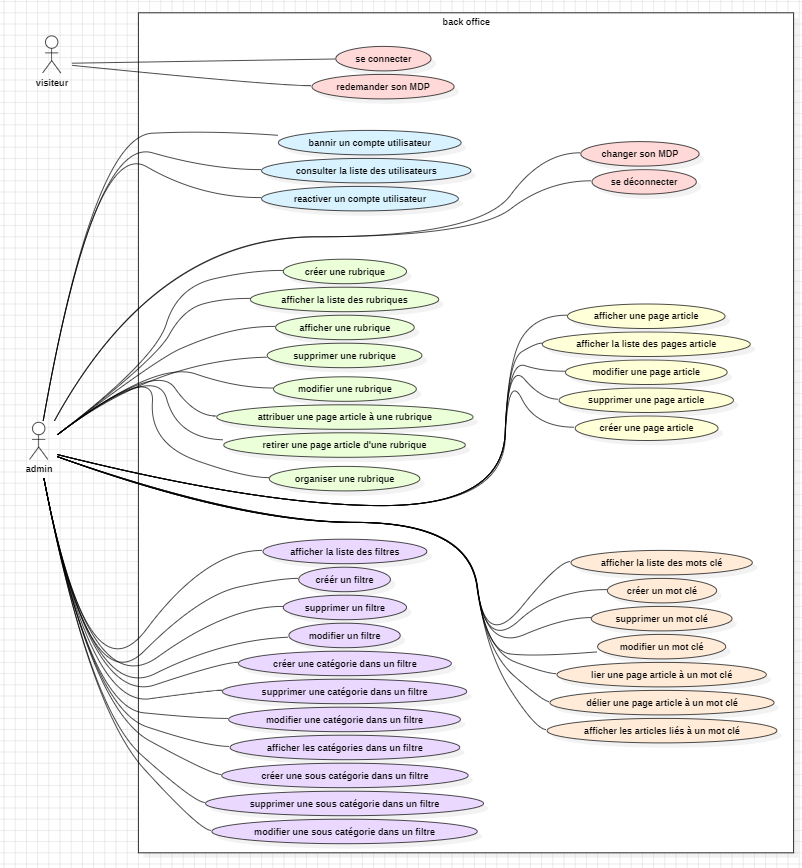 back office
visiteur
se connecter
redemander son MDP
bannir un compte utilisateur
consulter la liste des utilisateurs
reactiver un compte utilisateur
changer son MDP
se déconnecter
créer une rubrique
afficher la liste des rubriques
afficher une rubrique
supprimer une rubrique
modifier une rubrique
attribuer une page article à une rubrique
retirer une page article d'une rubrique
organiser une rubrique
afficher une page article
afficher la liste des pages article
modifier une page article
supprimer une page article
créer une page article
admin
afficher la liste des filtres
créér un filtre
supprimer un filtre
modifier un filtre
créer une catégorie dans un filtre
supprimer une catégorie dans un filtre
modifier une catégorie dans un filtre
afficher les catégories dans un filtre
créer une sous catégorie dans un filtre
supprimer une sous catégorie dans un filtre
modifier une sous catégorie dans un filtre
afficher la liste des mots clé
créer un mot clé
supprimer un mot clé
modifier un mot clé
lier une page article à un mot clé
délier une page article à un mot clé
afficher les articles liés à un mot clé